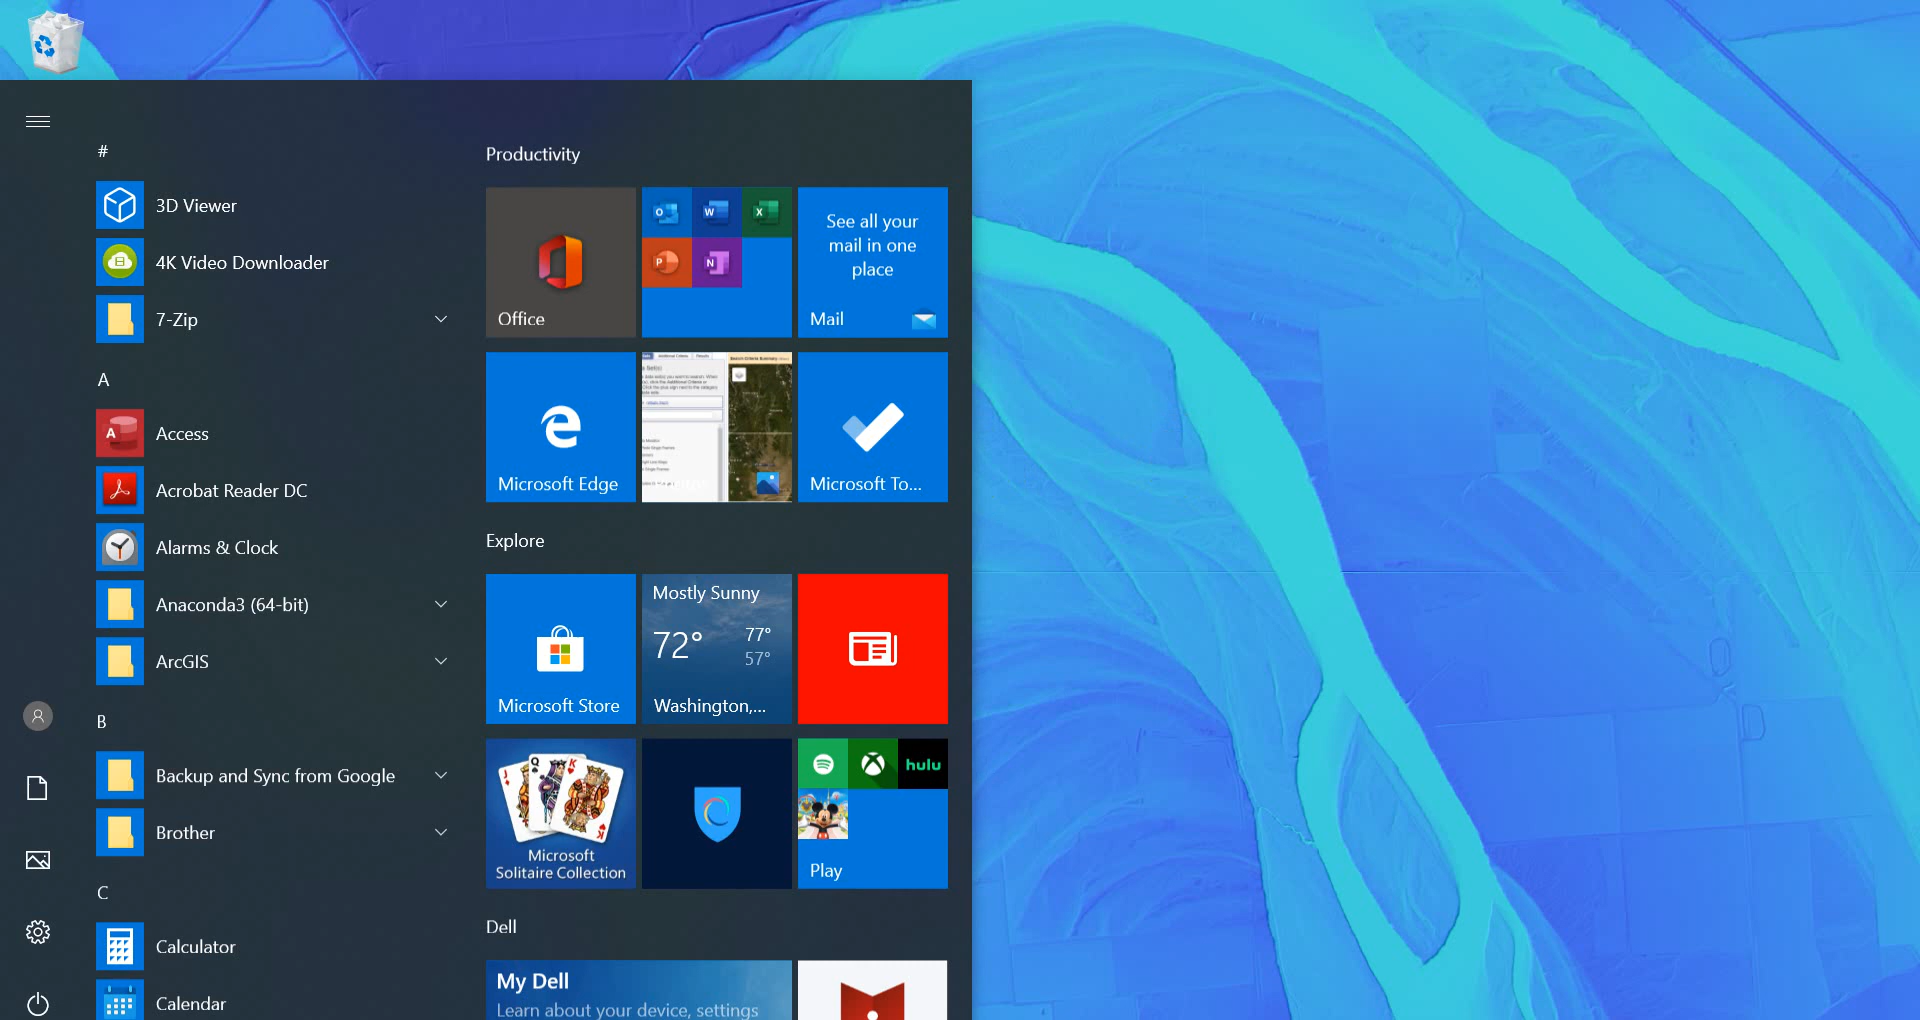 #
3D Viewer
4K Video Downloader
7-Zip
A
Access
Acrobat Reader DC
Alarms & Clock
Anaconda3 (64-bit)
ArcGIS
B
Backup and Sync from Google
Brother
C
Calculator
Calendar
Productivity
Office
See all your
mail in one
place
Mail
Microsoft Edge
Microsoft To...
Explore
Microsoft Store
Mostly Sunny
72°
77°
57°
Washington,...
Microsoft
Solitaire Collection
hulu
Play
Dell
My Dell
Learn about your device, settings